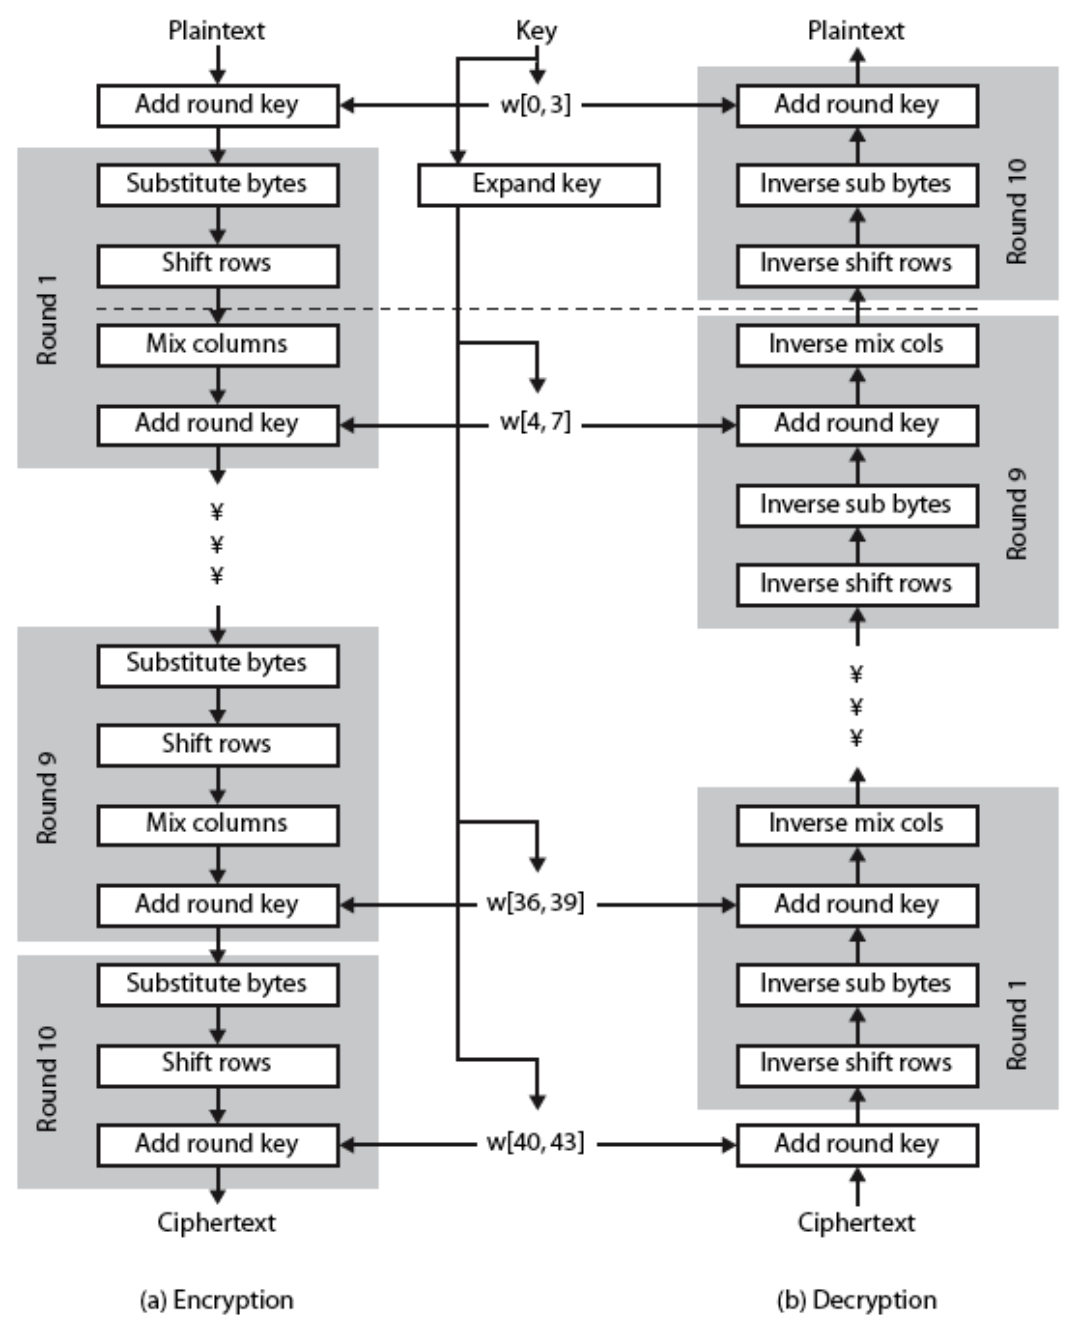 Plaintext
Key
Plaintext
Add round key
w[0, 3]
Add round key
Substitute bytes
Expand key
Inverse sub bytes
Shift rows
Inverse shift rows
Round 1
Round 10
Mix columns
Inverse mix cols
Add round key
w[4, 7]
Add round key
¥
¥
¥
Inverse sub bytes
Inverse shift rows
Round 9
Substitute bytes
¥
¥
¥
Shift rows
Mix columns
Inverse mix cols
Round 9
Add round key
w[36, 39]
Add round key
Substitute bytes
Inverse sub bytes
Shift rows
Inverse shift rows
Round 10
Round 1
Add round key
w[40, 43]
Add round key
Ciphertext
Ciphertext
(a) Encryption
(b) Decryption